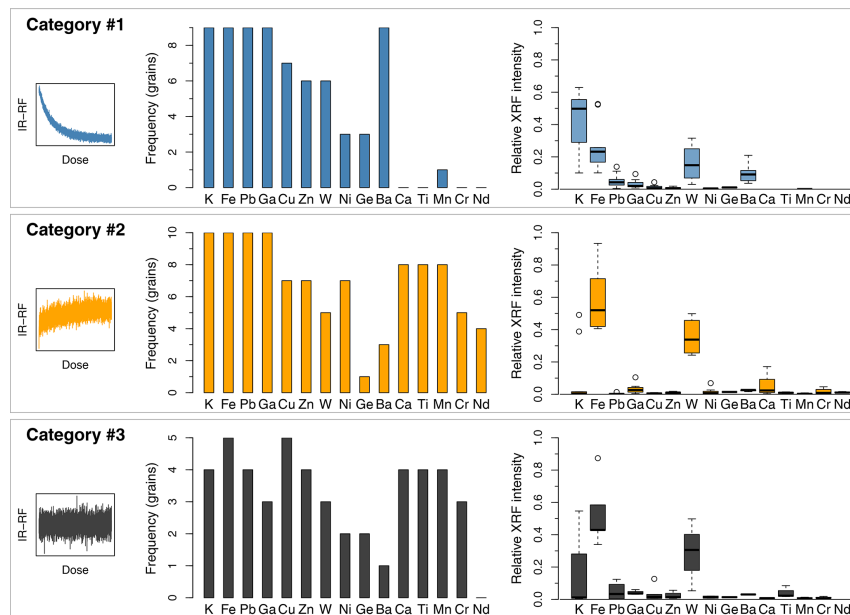 Category #1
IR-RF
Dose
Frequency (grains)
0 2 4 6 8
K Fe Pb Ga Cu Zn W Ni Ge Ba Ca Ti Mn Cr Nd
Relative XRF intensity
0.0 0.2 0.4 0.6 0.8 1.0
K Fe Pb Ga Cu Zn W Ni Ge Ba Ca Ti Mn Cr Nd
Category #2
IR-RF
Dose
Frequency (grains)
0 2 4 6 8 10
K Fe Pb Ga Cu Zn W Ni Ge Ba Ca Ti Mn Cr Nd
Relative XRF intensity
0.0 0.2 0.4 0.6 0.8 1.0
K Fe Pb Ga Cu Zn W Ni Ge Ba Ca Ti Mn Cr Nd
Category #3
IR-RF
Dose
Frequency (grains)
0 1 2 3 4 5
K Fe Pb Ga Cu Zn W Ni Ge Ba Ca Ti Mn Cr Nd
Relative XRF intensity
0.0 0.2 0.4 0.6 0.8 1.0
K Fe Pb Ga Cu Zn W Ni Ge Ba Ca Ti Mn Cr Nd